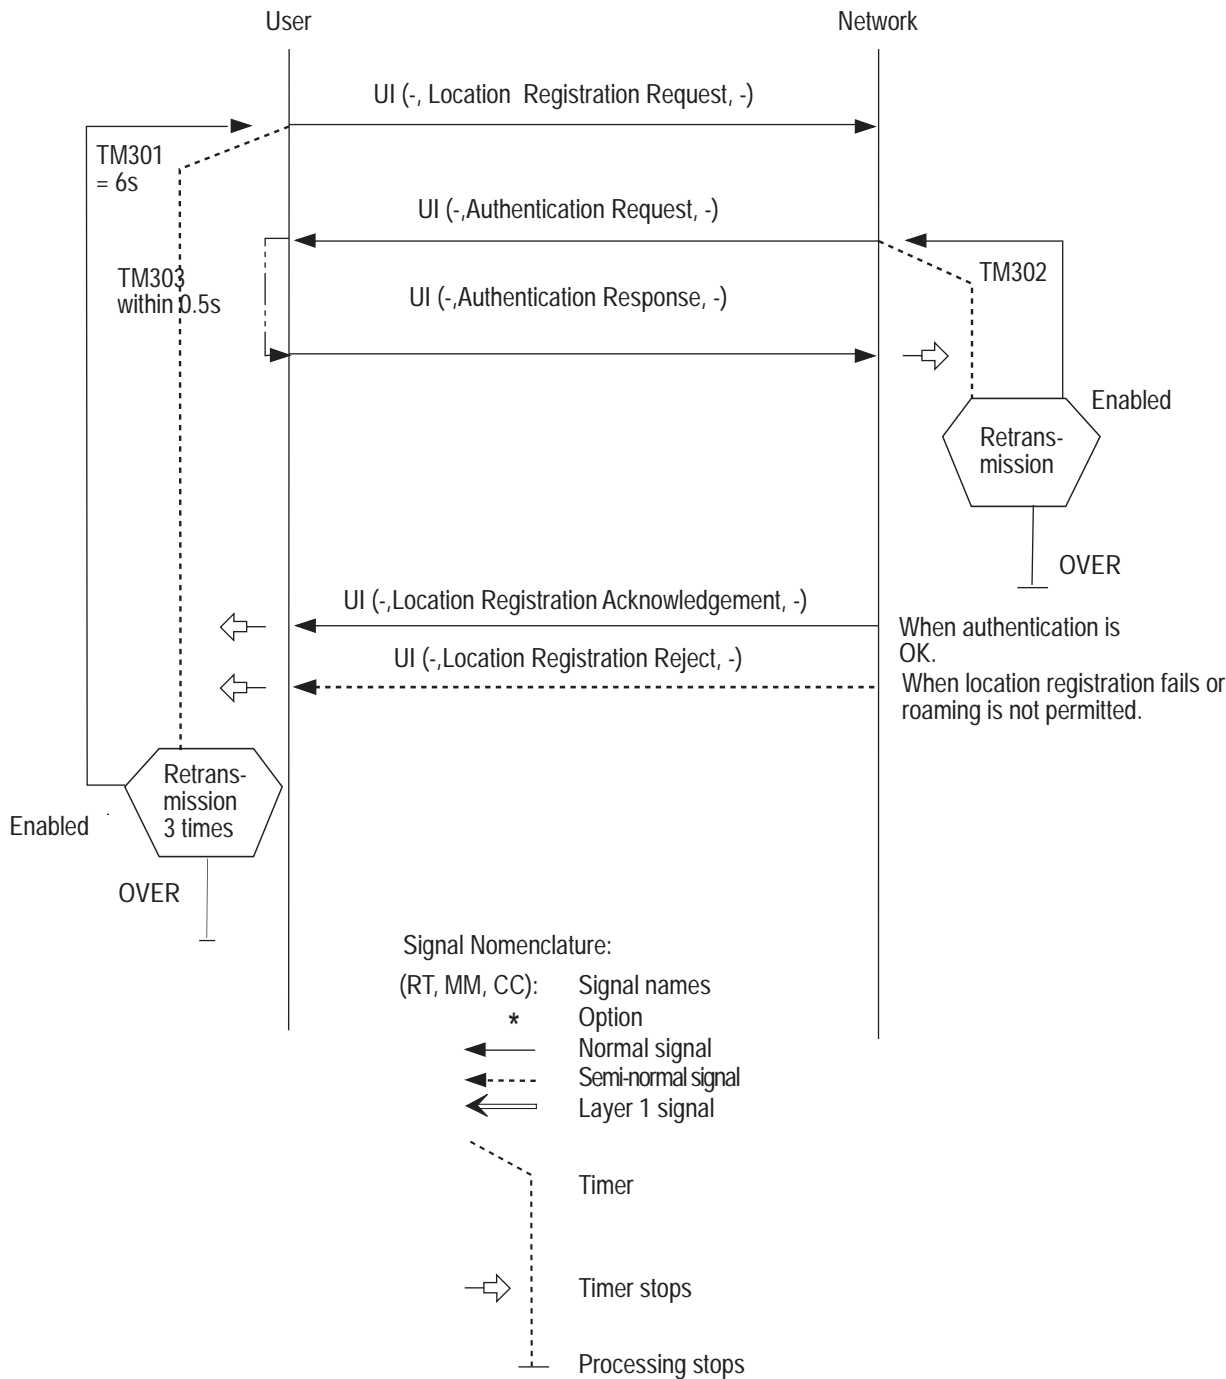 User
Network
UI (-, Location Registration Request, -)
TM301
= 6s
UI (-,Authentication Request, -)
TM303
within 0.5s
TM302
UI (-,Authentication Response, -)
Enabled
Retrans-
mission
OVER
UI (-,Location Registration Acknowledgement, -)
When authentication is
OK.
UI (-,Location Registration Reject, -)
When location registration fails or
roaming is not permitted.
Retrans-
mission
3 times
Enabled
OVER
Signal Nomenclature:
(RT, MM, CC): Signal names
* Option
Normal signal
Semi-normal signal
Layer 1 signal
Timer
Timer stops
Processing stops